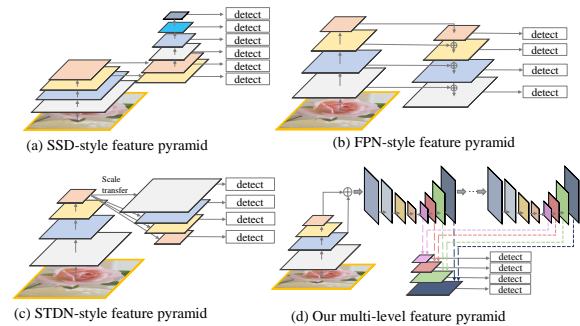 detect
detect
detect
detect
detect
detect
(a) SSD-style feature pyramid
detect
detect
detect
detect
(b) FPN-style feature pyramid
Scale
transfer
detect
detect
detect
detect
(c) STDN-style feature pyramid
...
detect
detect
detect
detect
(d) Our multi-level feature pyramid